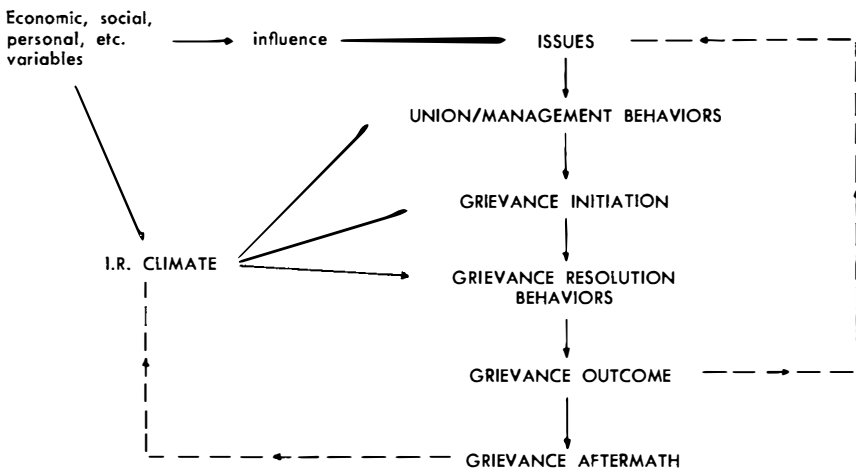 Economic, social,
personal, etc.
variables
influence
ISSUES
UNION/MANAGEMENT BEHAVIORS
GRIEVANCE INITIATION
I.R. CLIMATE
GRIEVANCE RESOLUTION
BEHAVIORS
GRIEVANCE OUTCOME
GRIEVANCE AFTERMATH